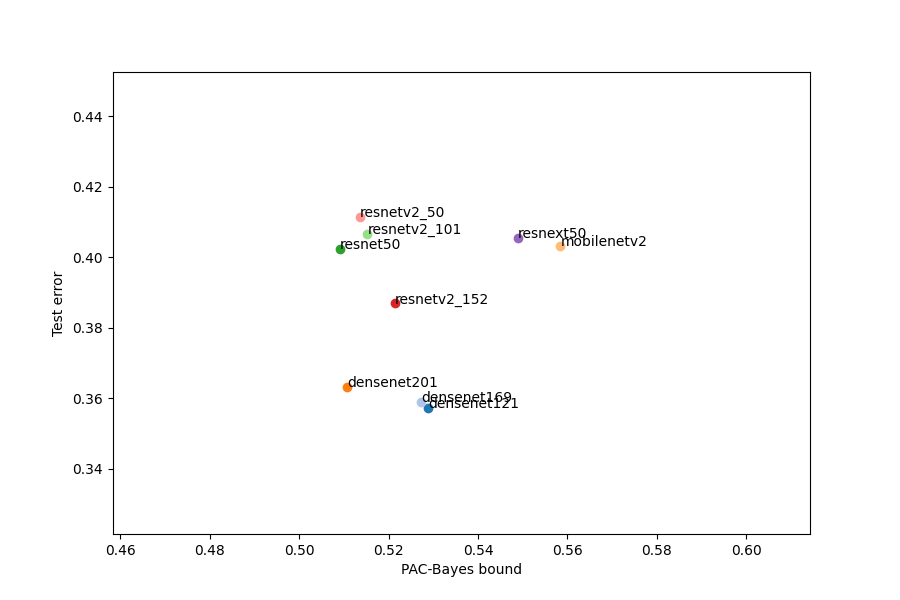 0.44
0.42
0.40
0.38
0.36
0.34
Test error
resnetv2_50
resnetv2_101
resnet50
resnext50
mobilenetv2
resnetv2_152
densenet201
densenet169
densenet121
0.46 0.48 0.50 0.52 0.54 0.56 0.58 0.60
PAC-Bayes bound